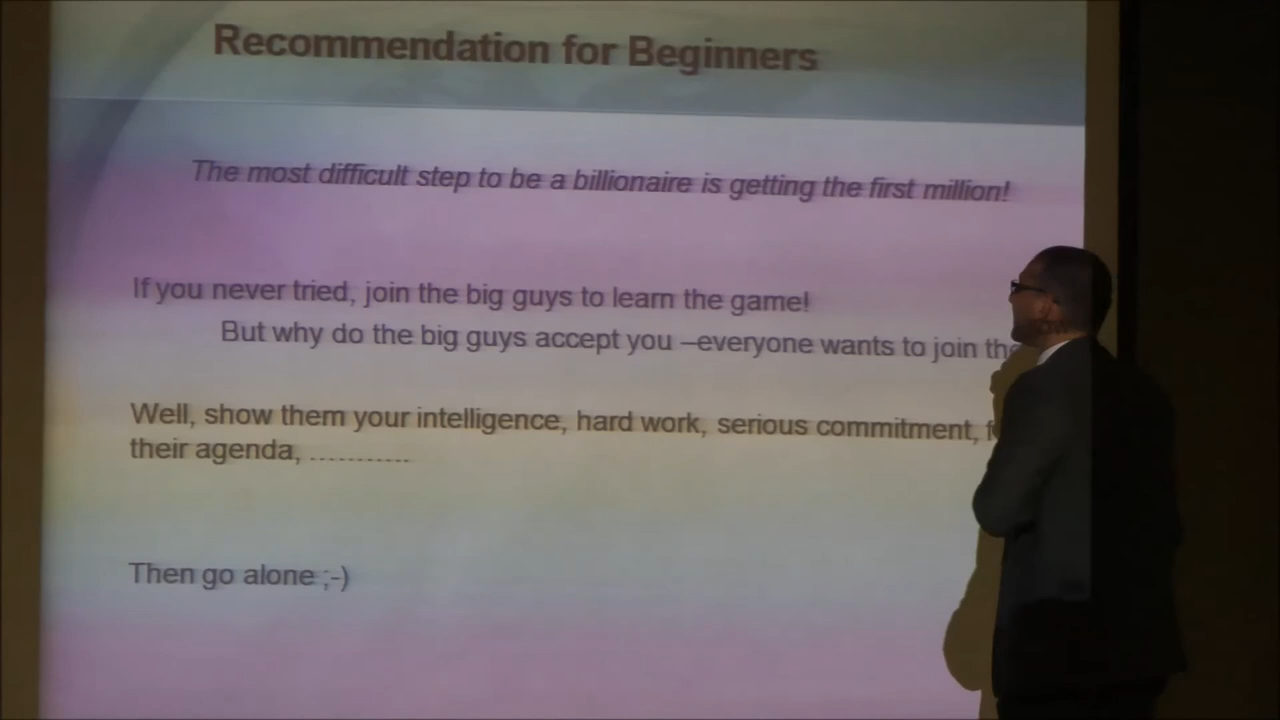 Recommendation for Beginners
The most difficult step to be a billionaire is getting the first million!
If you never tried, join the big guys to learn the game!
But why do the big guys accept you –everyone wants to join the
Well, show them your intelligence, hard work, serious commitment,
their agenda, ...........
Then go alone ;-)